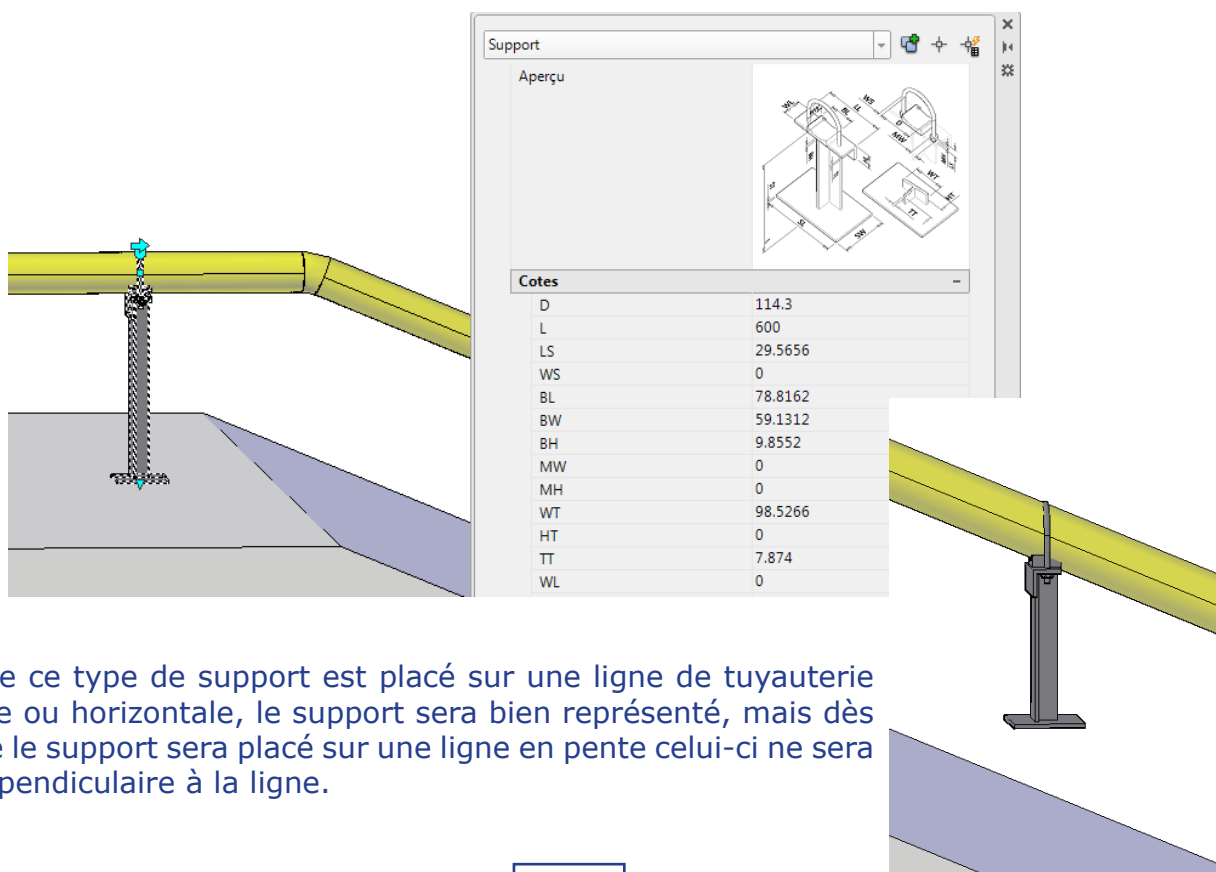 Support
Aperçu
Cotes
D 114.3
L 600
LS 29.5656
WS 0
BL 78.8162
BW 59.1312
BH 9.8552
MW 0
MH 0
WT 98.5266
HT 0
TT 7.874
WL 0
e ce type de support est placé sur une ligne de tuyauterie
e ou horizontale, le support sera bien représenté, mais dès
le support sera placé sur une ligne en pente celui-ci ne sera
pendiculaire à la ligne.